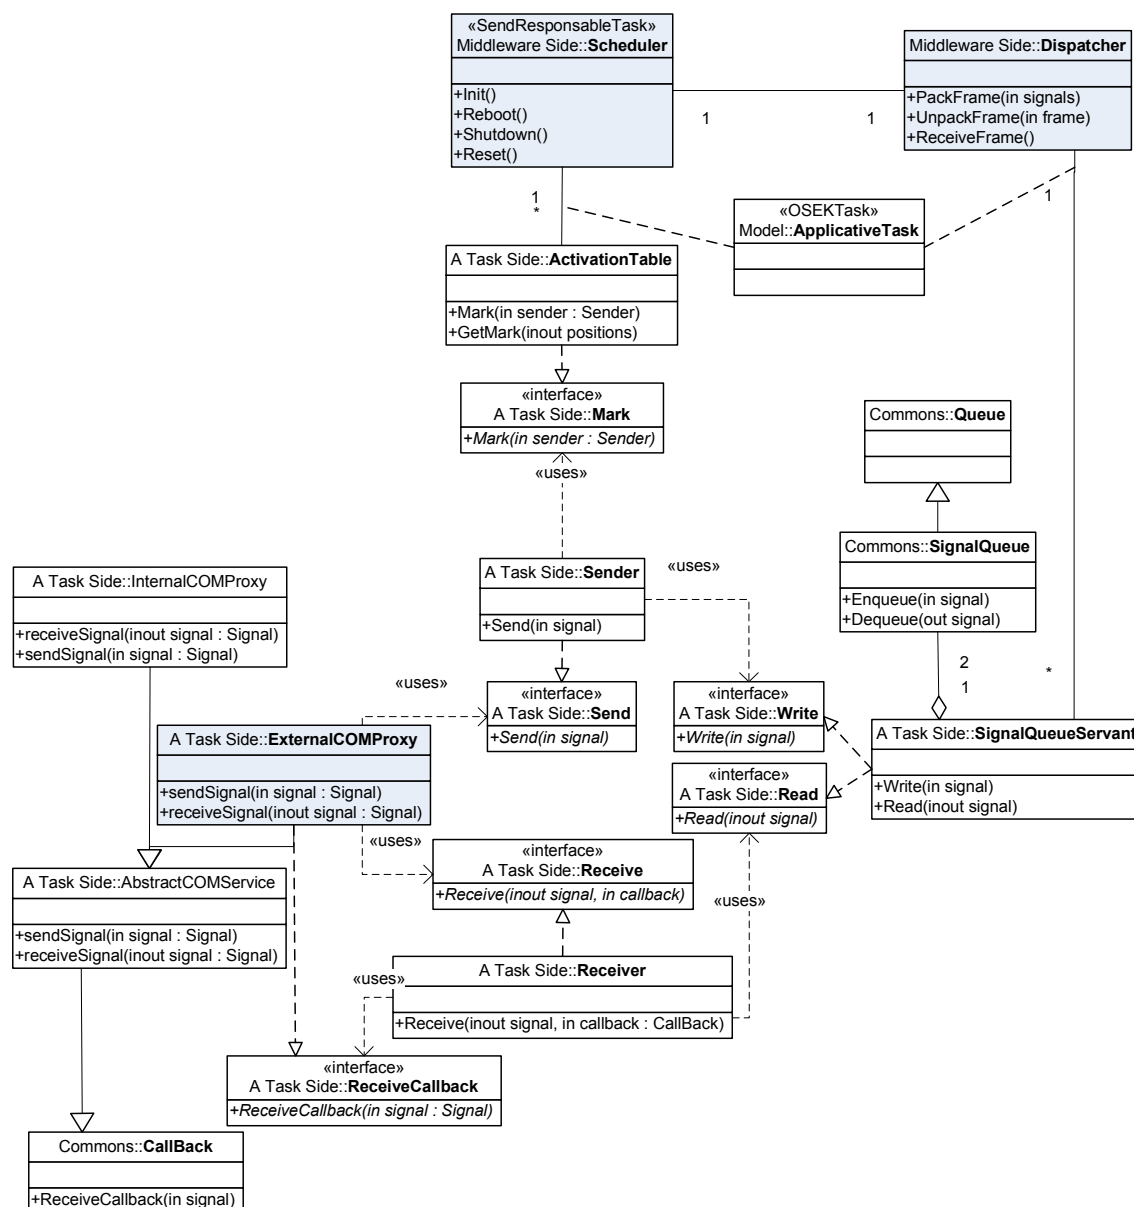 «SendResponsableTask»
Middleware Side::Scheduler
+Init()
+Reboot()
+Shutdown()
+Reset()
Middleware Side::Dispatcher
+PackFrame(in signals)
+UnpackFrame(in frame)
+ReceiveFrame()
1
1
1
*
1
«OSEKTask»
Model::ApplicativeTask
A Task Side::ActivationTable
+Mark(in sender : Sender)
+GetMark(inout positions)
«interface»
A Task Side::Mark
+Mark(in sender : Sender)
«uses»
Commons::Queue
Commons::SignalQueue
+Enqueue(in signal)
+Dequeue(out signal)
2
1
*
A Task Side::Sender
+Send(in signal)
«uses»
A Task Side::InternalCOMProxy
+receiveSignal(inout signal : Signal)
+sendSignal(in signal : Signal)
«uses»
«interface»
A Task Side::Send
+Send(in signal)
«interface»
A Task Side::Write
+Write(in signal)
A Task Side::SignalQueueServant
+Write(in signal)
+Read(inout signal)
A Task Side::ExternalCOMProxy
+sendSignal(in signal : Signal)
+receiveSignal(inout signal : Signal)
«interface»
A Task Side::Read
+Read(inout signal)
«uses»
«interface»
A Task Side::Receive
+Receive(inout signal, in callback)
«uses»
A Task Side::AbstractCOMService
+sendSignal(in signal : Signal)
+receiveSignal(inout signal : Signal)
A Task Side::Receiver
+Receive(inout signal, in callback : CallBack)
«uses»
«interface»
A Task Side::ReceiveCallback
+ReceiveCallback(in signal : Signal)
Commons::CallBack
+ReceiveCallback(in signal)